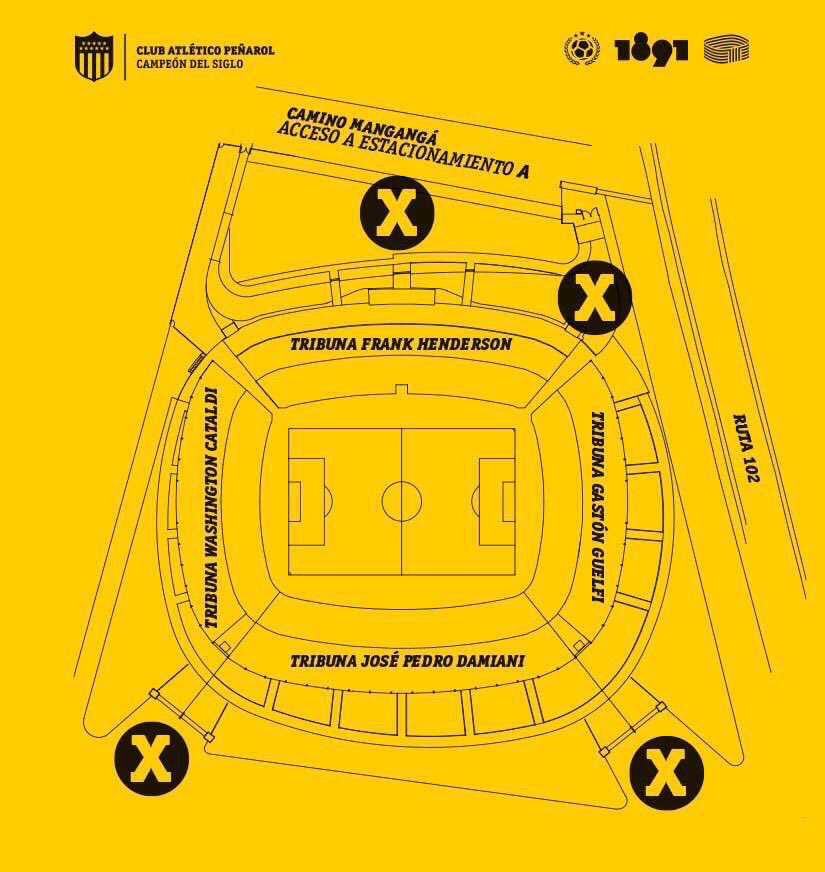 CLUB ATLÉTICO PEÑAROL
CAMPEÓN DEL SIGLO
1891
CAMINO MANGANGÁ
ACCESO A ESTACIONAMIENTO A
X
X
TRIBUNA FRANK HENDERSON
TRIBUNA WASHINGTON CATALDI
TRIBUNA GASTÓN GUELFI
RUTA 102
TRIBUNA JOSÉ PEDRO DAMIANI
X
X